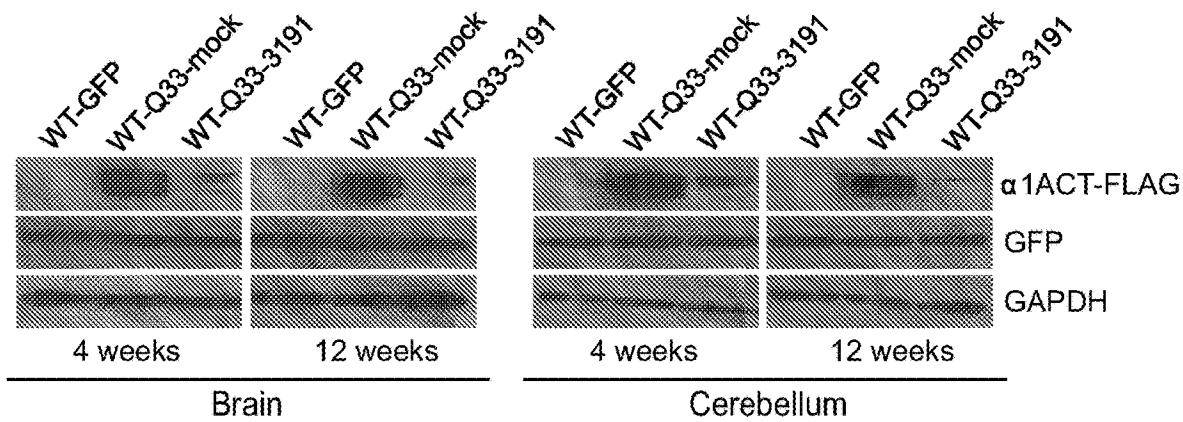 WT-GFP WT-Q33-mock WT-Q33-3191 WT-GFP WT-Q33-mock WT-Q33-3191 WT-GFP WT-Q33-mock WT-Q33-3191 WT-GFP WT-Q33-mock WT-Q33-3191
α1ACT-FLAG
GFP
GAPDH
4 weeks 12 weeks 4 weeks 12 weeks
Brain Cerebellum